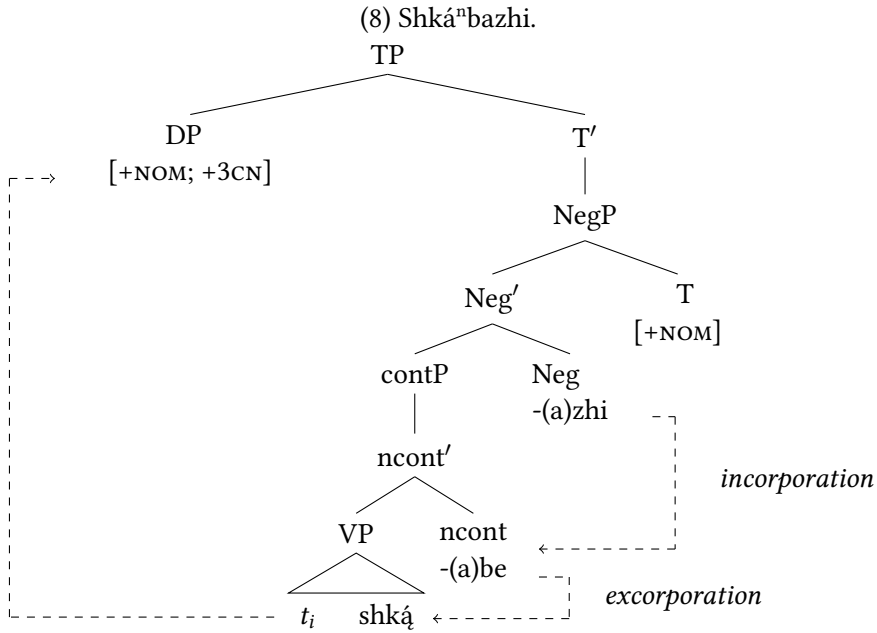 (8) Shkáⁿbazhi.
TP
DP T′
[+NOM; +3CN]
NegP
Neg′ T
[+NOM]
contP Neg
-(a)zhi
ncont′
incorporation
VP ncont
-(a)be
excorporation
tᵢ shką́